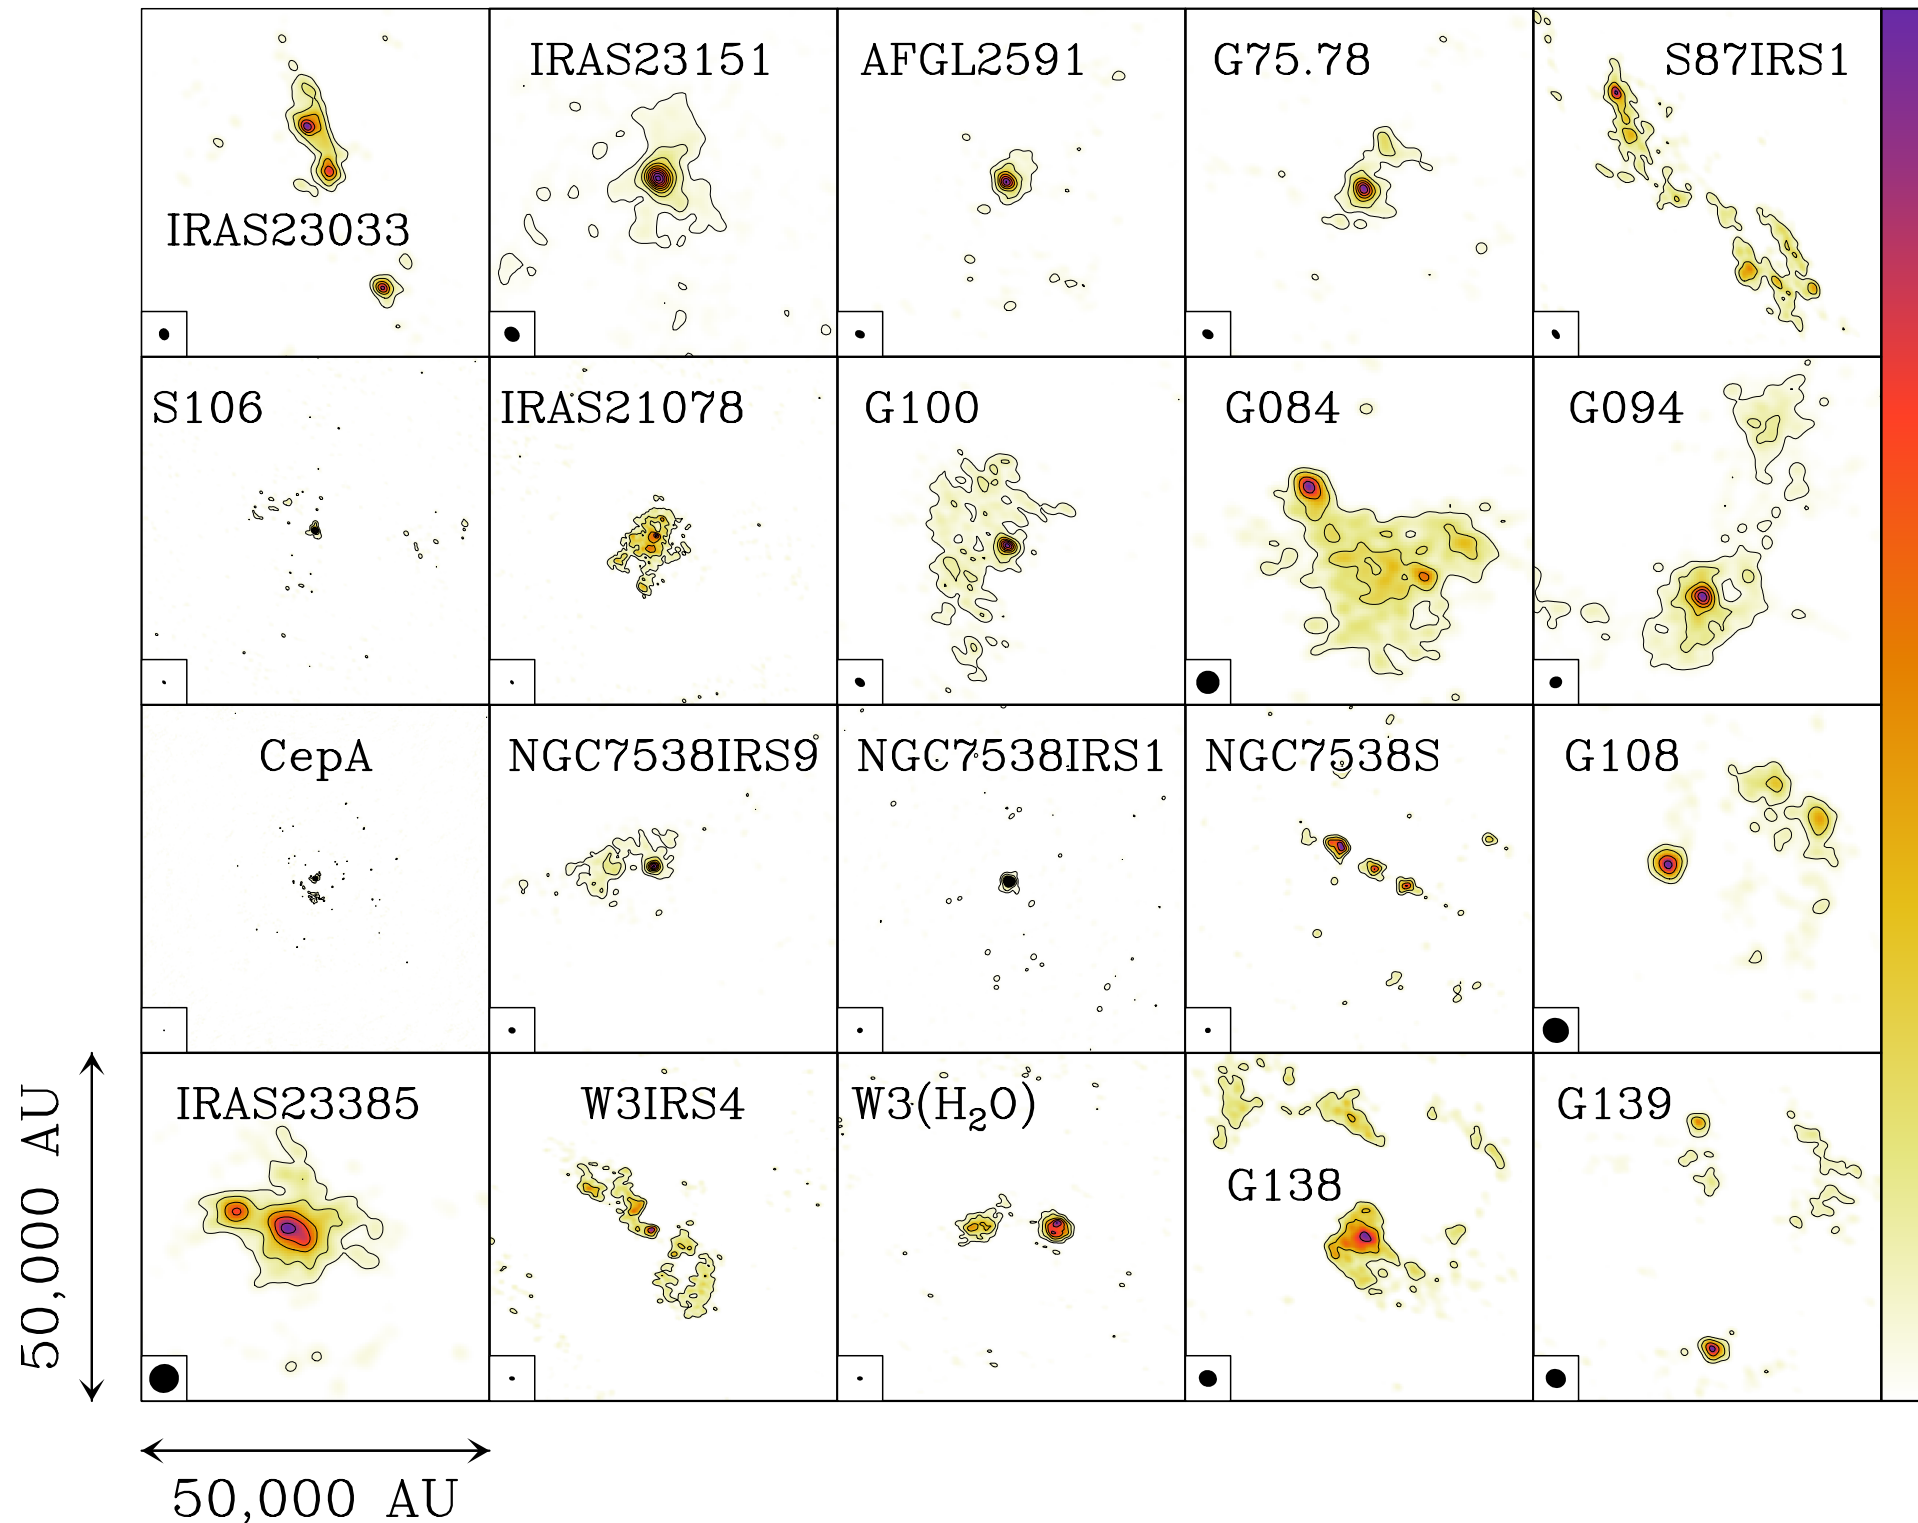 IRAS23033
IRAS23151
AFGL2591
G75.78
S87IRS1
S106
IRAS21078
G100
G084
G094
CepA
NGC7538IRS9
NGC7538IRS1
NGC7538S
G108
IRAS23385
W3IRS4
W3(H₂O)
G138
G139
50,000 AU
50,000 AU